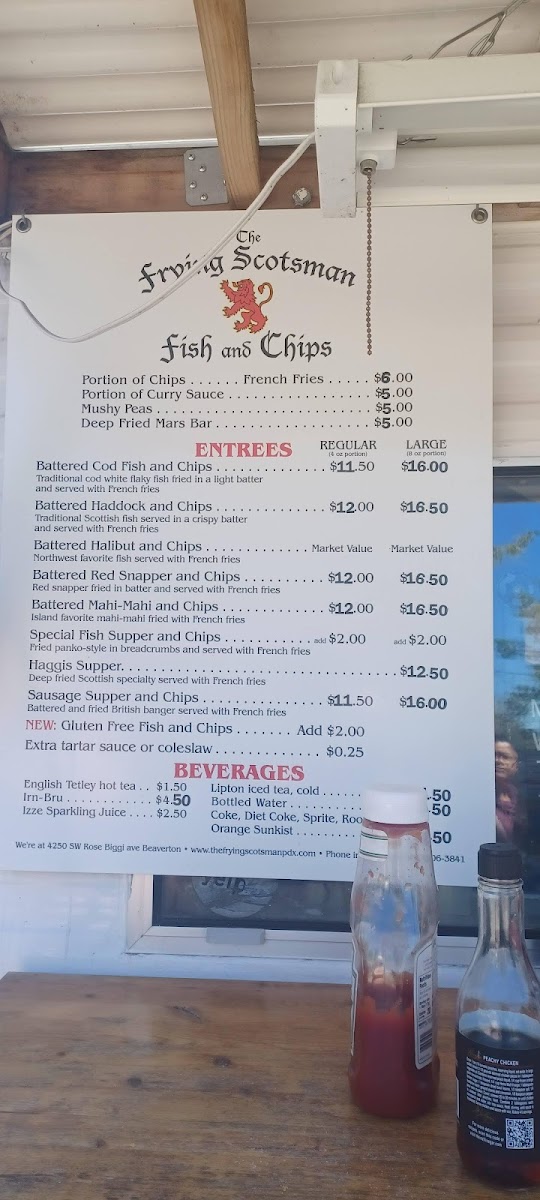 The
Frying Scotsman
Fish and Chips
Portion of Chips . . . . . . French Fries . . . . . $6.00
Portion of Curry Sauce . . . . . . . . . . . . . . . . . $5.00
Mushy Peas . . . . . . . . . . . . . . . . . . . . . . . . . . $5.00
Deep Fried Mars Bar . . . . . . . . . . . . . . . . . . $5.00
ENTREES REGULAR LARGE
(4 oz portion) (8 oz portion)
Battered Cod Fish and Chips . . . . . . . . . . . . . $11.50 $16.00
Traditional cod white flaky fish fried in a light batter
and served with French fries
Battered Haddock and Chips . . . . . . . . . . . . . $12.00 $16.50
Traditional Scottish fish served in a crispy batter
and served with French fries
Battered Halibut and Chips . . . . . . . . . . . . . Market Value Market Value
Northwest favorite fish served with French fries
Battered Red Snapper and Chips . . . . . . . . . . $12.00 $16.50
Red snapper fried in batter and served with French fries
Battered Mahi-Mahi and Chips . . . . . . . . . . . . $12.00 $16.50
Island favorite mahi-mahi fried with French fries
Special Fish Supper and Chips . . . . . . . . . . . add $2.00 add $2.00
Fried panko-style in breadcrumbs and served with French fries
Haggis Supper. . . . . . . . . . . . . . . . . . . . . . . . . . . . . . . . . . $12.50
Deep fried Scottish specialty served with French fries
Sausage Supper and Chips . . . . . . . . . . . . . . $11.50 $16.00
Battered and fried British banger served with French fries
NEW: Gluten Free Fish and Chips . . . . . . . Add $2.00
Extra tartar sauce or coleslaw . . . . . . . . . . . . . $0.25
BEVERAGES
English Tetley hot tea . . $1.50
Irn-Bru . . . . . . . . . . . . $4.50
Izze Sparkling Juice . . . . $2.50
Lipton iced tea, cold . . . . . . .50
Bottled Water . . . . . . . . . . .50
Coke, Diet Coke, Sprite, Roo
Orange Sunkist . . . . . . . . . .50
We're at 4250 SW Rose Biggi ave Beaverton • www.thefryingscotsmanpdx.com • Phone 06-3841
yelp
PEACHY CHICKEN